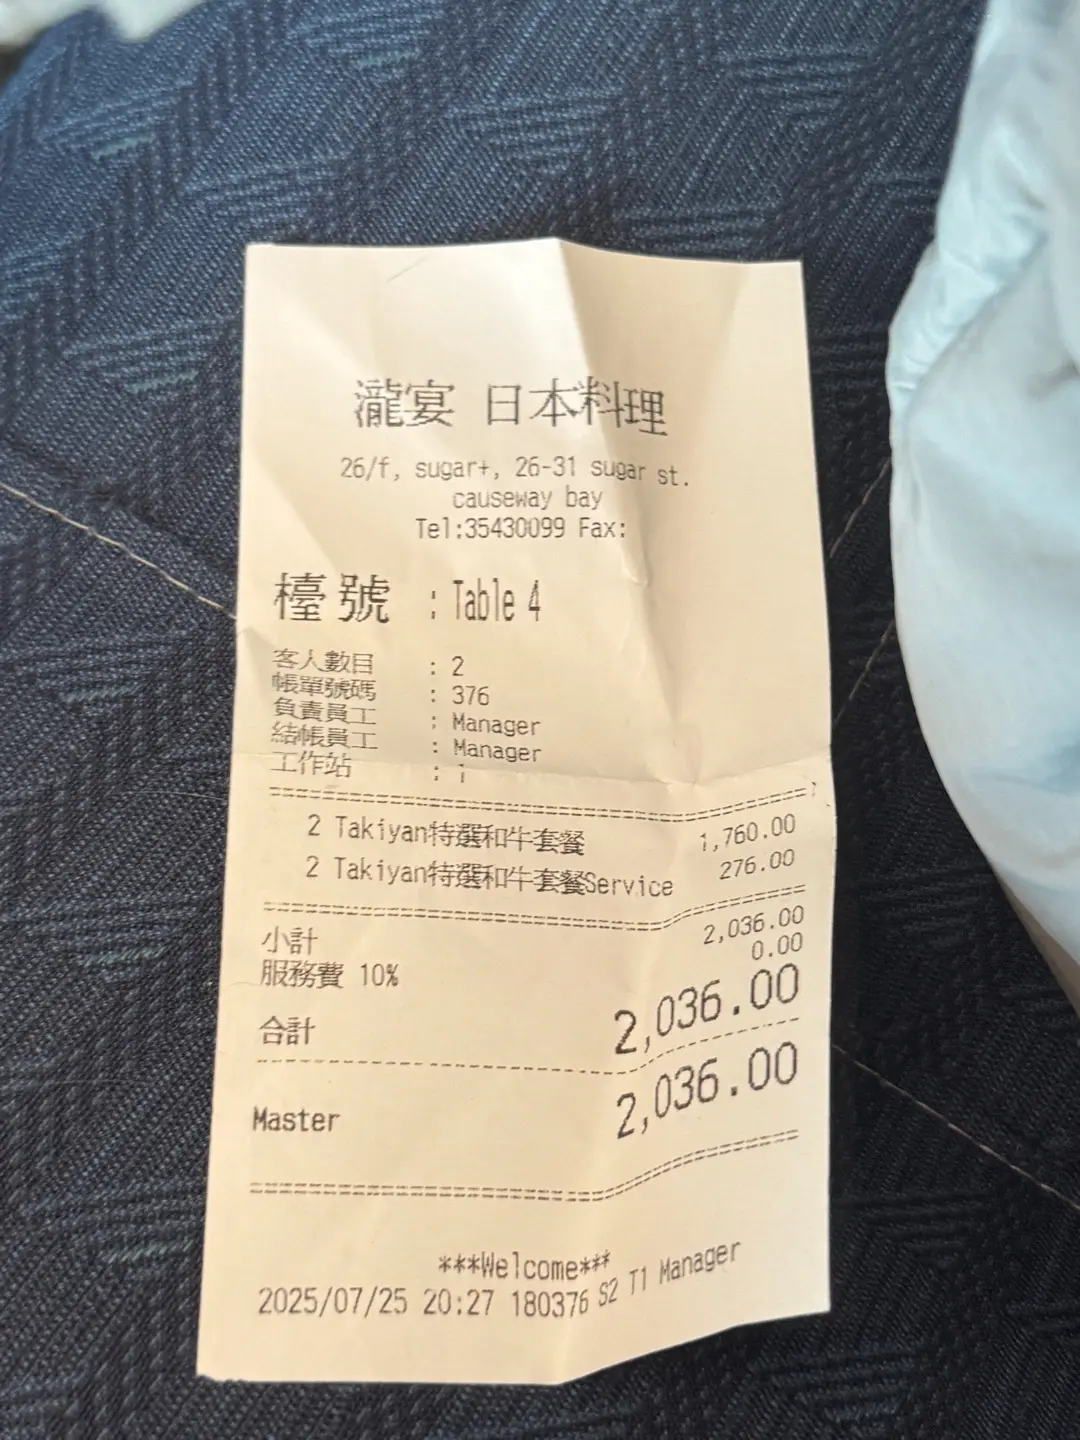 瀧宴 日本料理
26/f, sugar+, 26-31 sugar st.
causeway bay
Tel:35430099 Fax:
檯號 : Table 4
客人數目 : 2
帳單號碼 : 376
負責員工 : Manager
結帳員工 : Manager
工作站 : 1
2 Takiyan特選和牛套餐 1,760.00
2 Takiyan特選和牛套餐Service 276.00
小計 2,036.00
服務費 10% 0.00
合計 2,036.00
Master 2,036.00
***Welcome***
2025/07/25 20:27 180376 S2 T1 Manager